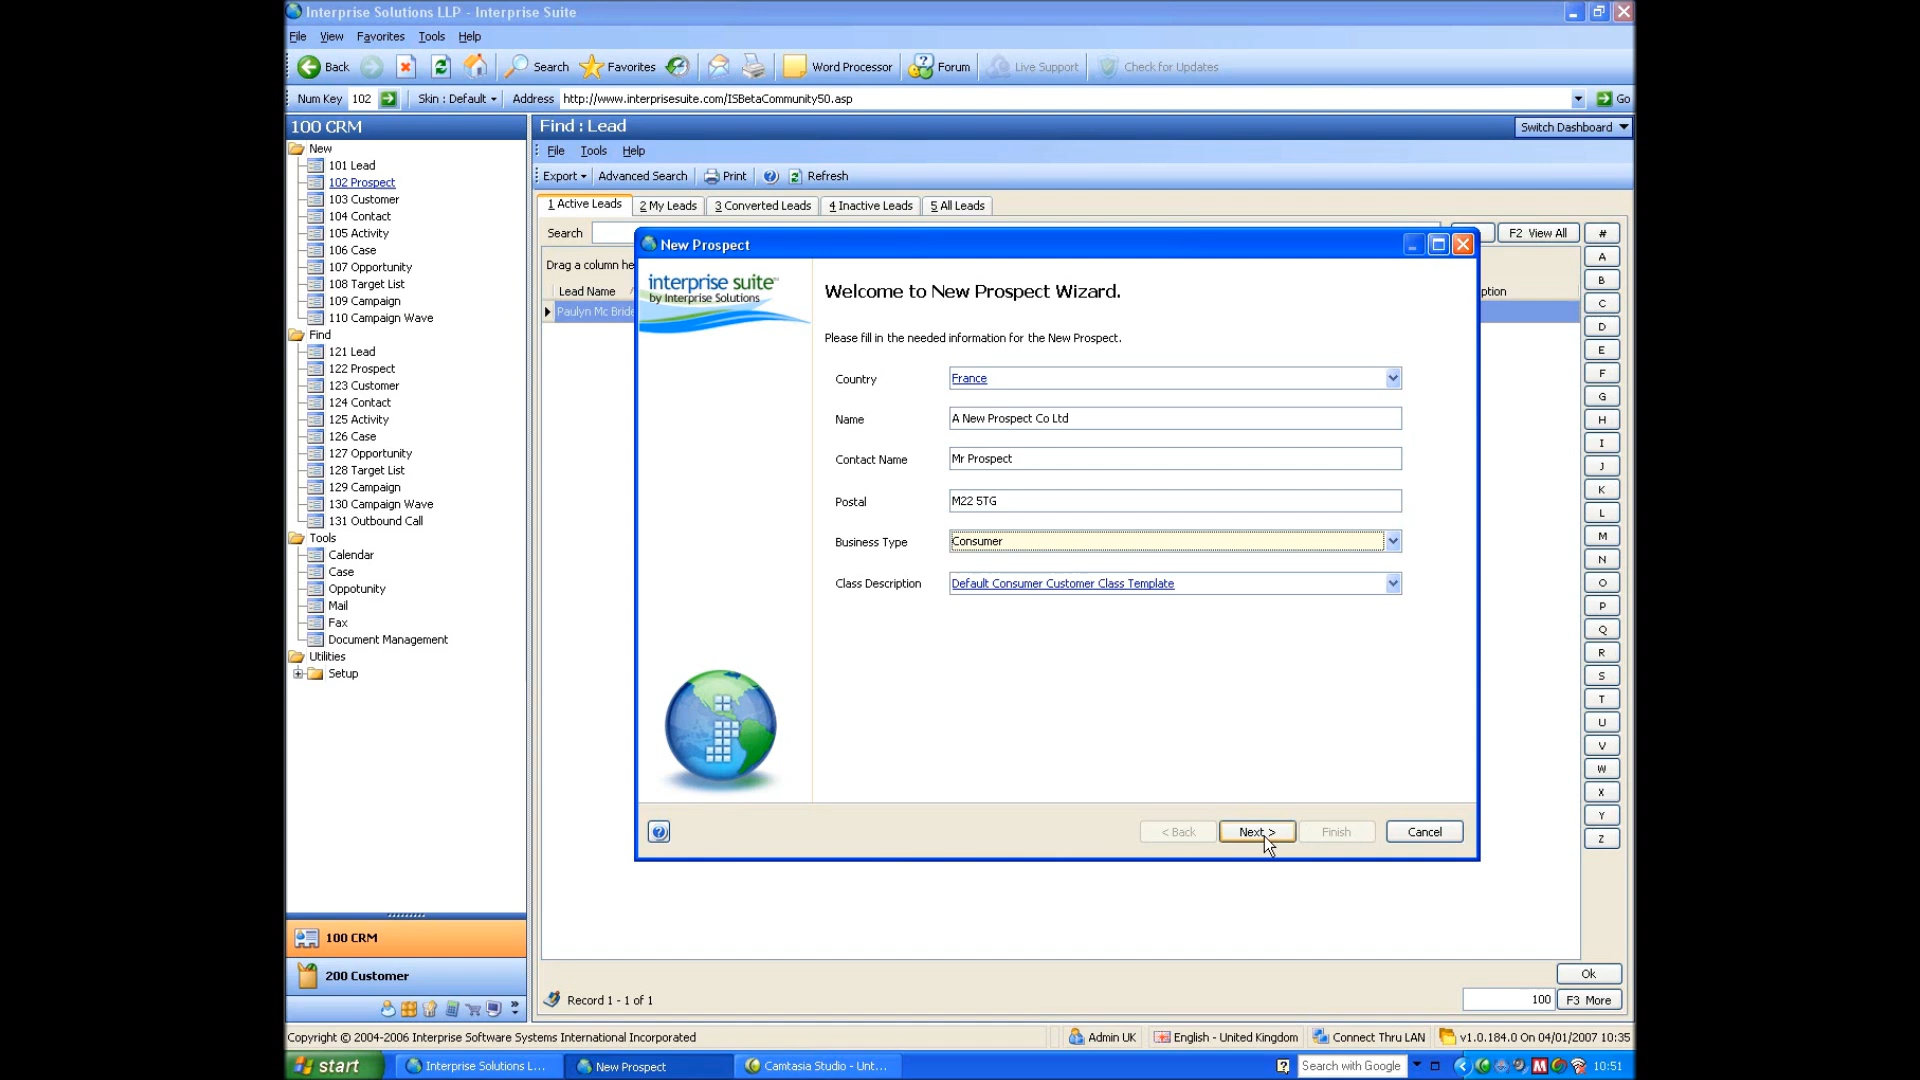 Interprise Solutions LLP - Interprise Suite
File View Favorites Tools Help
Back Search Favorites Word Processor Forum Live Support Check for Updates
Num Key 102 Skin : Default Address http://www.interprisesuite.com/ISBetaCommunity50.asp Go
100 CRM
New
101 Lead
102 Prospect
103 Customer
104 Contact
105 Activity
106 Case
107 Opportunity
108 Target List
109 Campaign
110 Campaign Wave
Find
121 Lead
122 Prospect
123 Customer
124 Contact
125 Activity
126 Case
127 Opportunity
128 Target List
129 Campaign
130 Campaign Wave
131 Outbound Call
Tools
Calendar
Case
Oppotunity
Mail
Fax
Document Management
Utilities
Setup
100 CRM
200 Customer
Find : Lead Switch Dashboard
File Tools Help
Export Advanced Search Print Refresh
1 Active Leads 2 My Leads 3 Converted Leads 4 Inactive Leads 5 All Leads
Search F2 View All
Drag a column he
Lead Name ption
Paulyn Mc Bride
New Prospect
interprise suite™
by Interprise Solutions
Welcome to New Prospect Wizard.
Please fill in the needed information for the New Prospect.
Country France
Name A New Prospect Co Ltd
Contact Name Mr Prospect
Postal M22 5TG
Business Type Consumer
Class Description Default Consumer Customer Class Template
< Back Next > Finish Cancel
#
A
B
C
D
E
F
G
H
I
J
K
L
M
N
O
P
Q
R
S
T
U
V
W
X
Y
Z
Ok
Record 1 - 1 of 1 100 F3 More
Copyright © 2004-2006 Interprise Software Systems International Incorporated Admin UK English - United Kingdom Connect Thru LAN v1.0.184.0 On 04/01/2007 10:35
start Interprise Solutions L... New Prospect Camtasia Studio - Unt... Search with Google 10:51